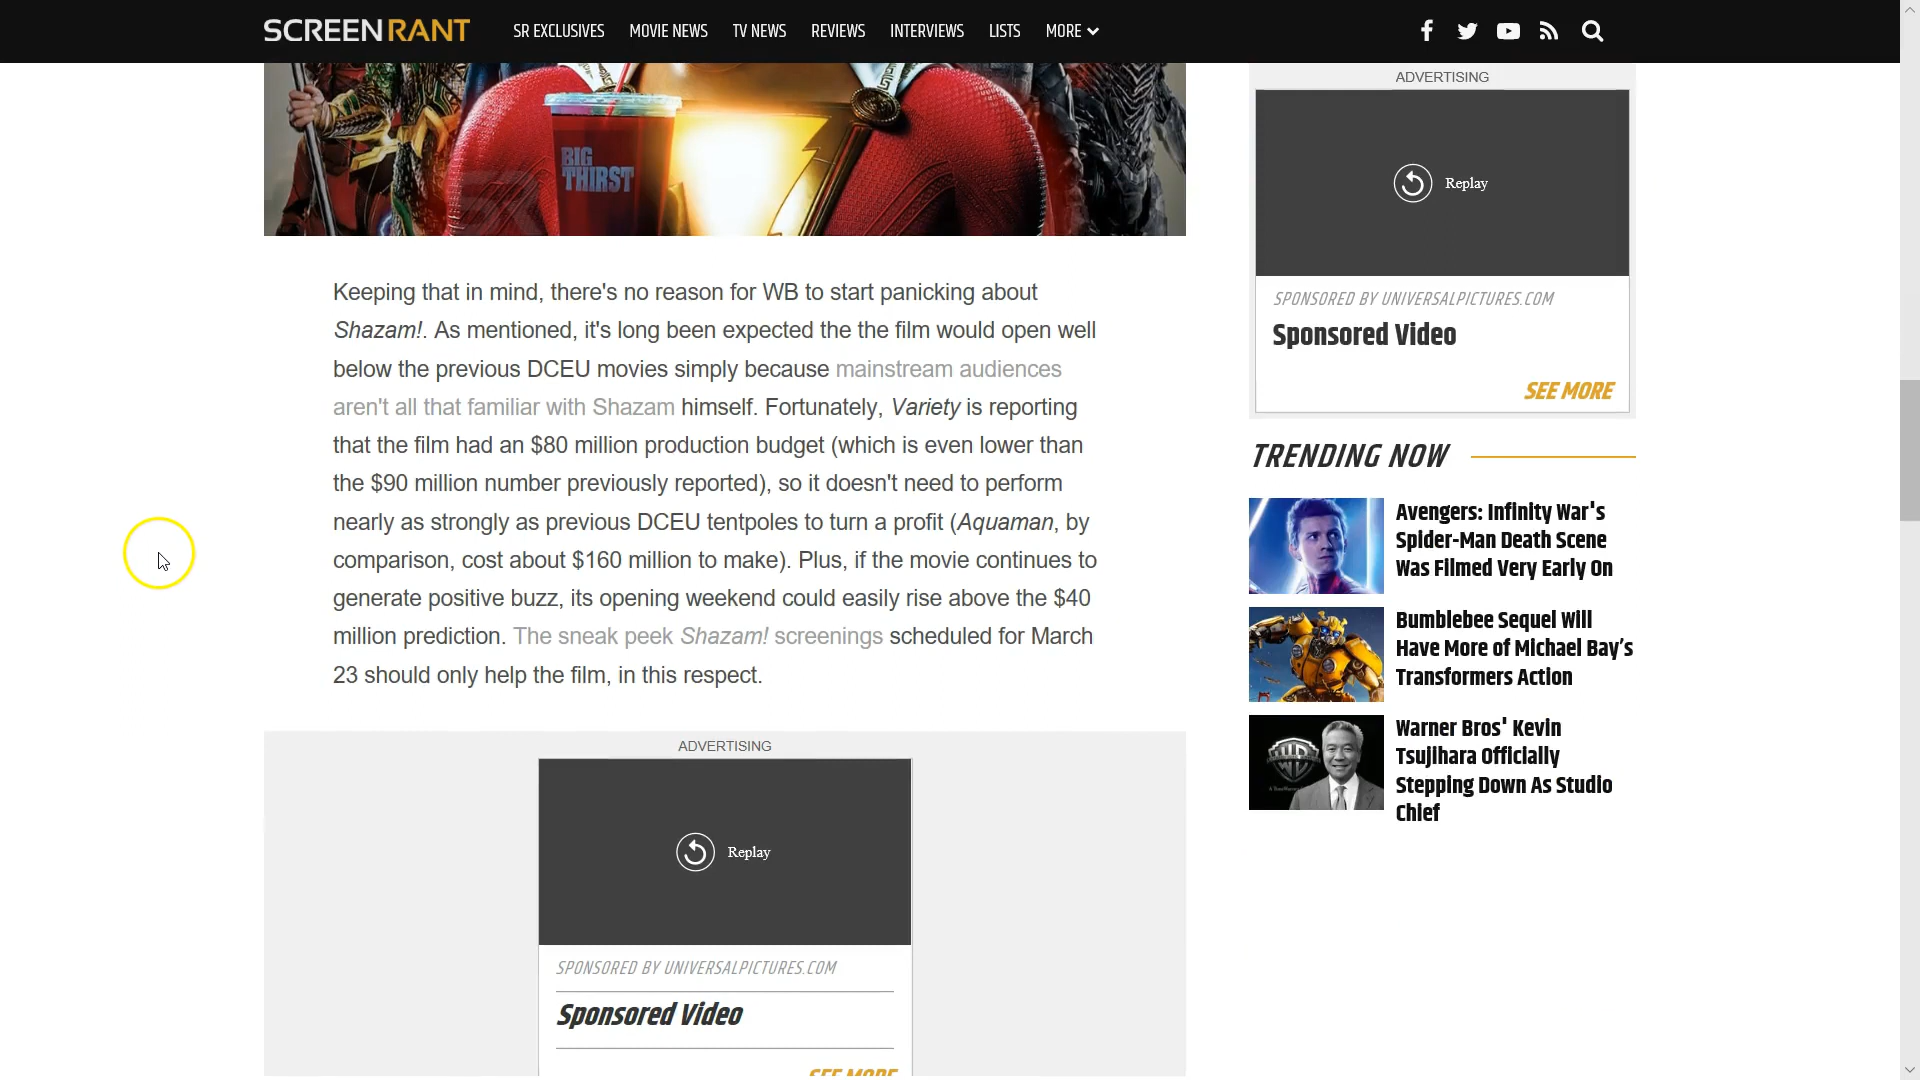 SCREENRANT
SR EXCLUSIVES MOVIE NEWS TV NEWS REVIEWS INTERVIEWS LISTS MORE
BIG
THIRST
Keeping that in mind, there's no reason for WB to start panicking about
Shazam!. As mentioned, it's long been expected the the film would open well
below the previous DCEU movies simply because mainstream audiences
aren't all that familiar with Shazam himself. Fortunately, Variety is reporting
that the film had an $80 million production budget (which is even lower than
the $90 million number previously reported), so it doesn't need to perform
nearly as strongly as previous DCEU tentpoles to turn a profit (Aquaman, by
comparison, cost about $160 million to make). Plus, if the movie continues to
generate positive buzz, its opening weekend could easily rise above the $40
million prediction. The sneak peek Shazam! screenings scheduled for March
23 should only help the film, in this respect.
ADVERTISING
Replay
SPONSORED BY UNIVERSALPICTURES.COM
Sponsored Video
SEE MORE
ADVERTISING
Replay
SPONSORED BY UNIVERSALPICTURES.COM
Sponsored Video
SEE MORE
TRENDING NOW
Avengers: Infinity War's
Spider-Man Death Scene
Was Filmed Very Early On
Bumblebee Sequel Will
Have More of Michael Bay's
Transformers Action
Warner Bros' Kevin
Tsujihara Officially
Stepping Down As Studio
Chief